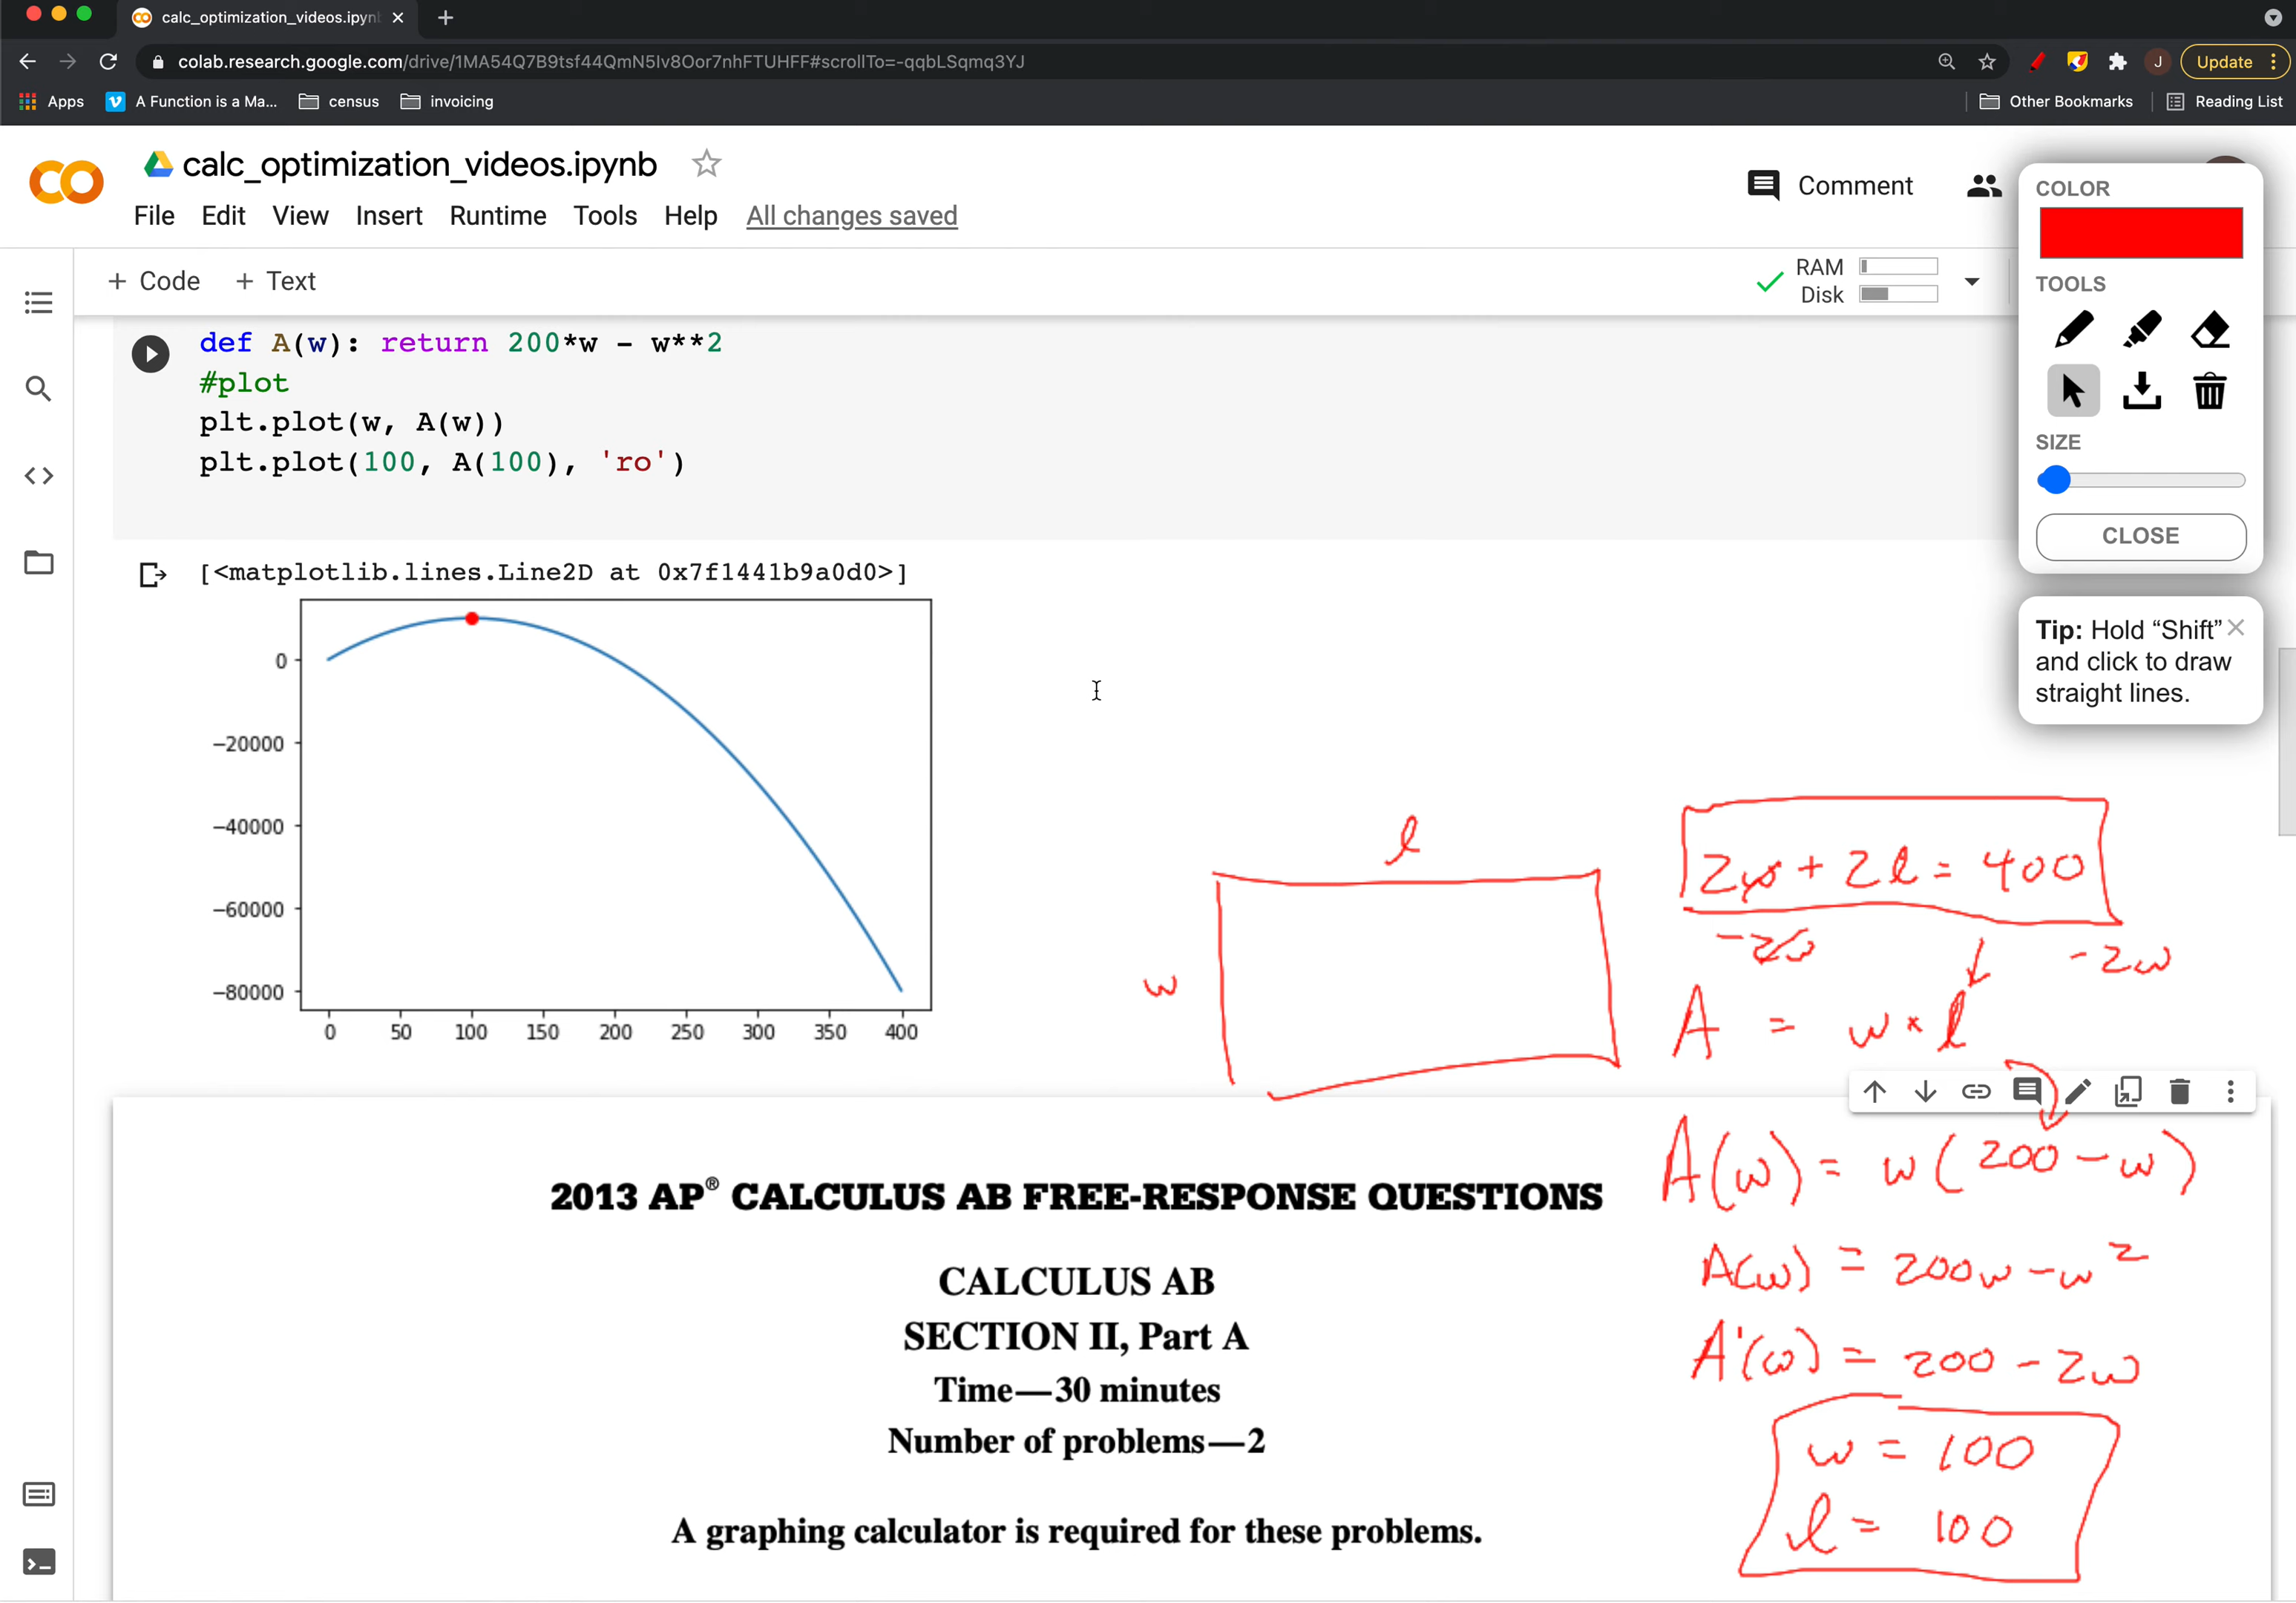 calc_optimization_videos.ipynb
colab.research.google.com/drive/1MA54Q7B9tsf44QmN5Iv8Oor7nhFTUHFF#scrollTo=-qqbLSqmq3YJ
J
Update
Apps
A Function is a Ma...
census
invoicing
Other Bookmarks
Reading List
calc_optimization_videos.ipynb
Comment
File Edit View Insert Runtime Tools Help All changes saved
+ Code + Text
RAM
Disk
COLOR
TOOLS
SIZE
CLOSE
Tip: Hold “Shift”
and click to draw
straight lines.
def A(w): return 200*w - w**2
#plot
plt.plot(w, A(w))
plt.plot(100, A(100), 'ro')
[<matplotlib.lines.Line2D at 0x7f1441b9a0d0>]
0
−20000
−40000
−60000
−80000
0 50 100 150 200 250 300 350 400
l
w
2w + 2l = 400
-2w -2w
A = w × l
A(w) = w(200 - w)
A(w) = 200w - w²
A'(w) = 200 - 2w
w = 100
l = 100
2013 AP® CALCULUS AB FREE-RESPONSE QUESTIONS
CALCULUS AB
SECTION II, Part A
Time—30 minutes
Number of problems—2
A graphing calculator is required for these problems.